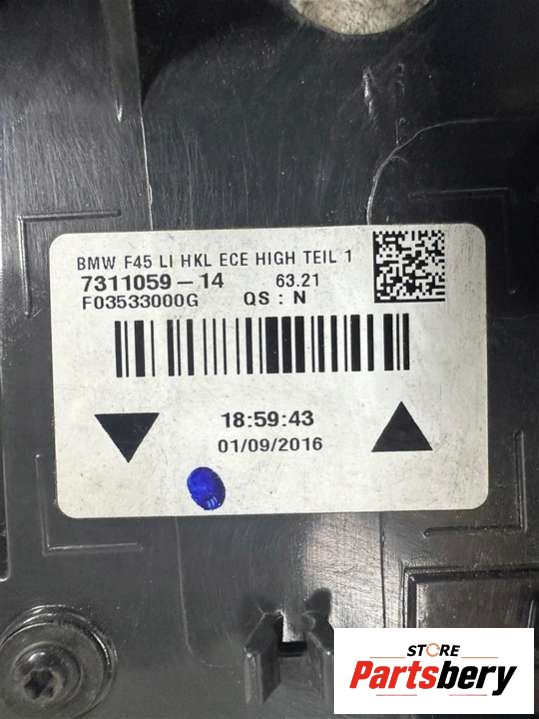 BMW F45 LI HKL ECE HIGH TEIL 1
7311059-14 63.21
F03533000G QS : N
18:59:43
01/09/2016
STORE
Partsbery